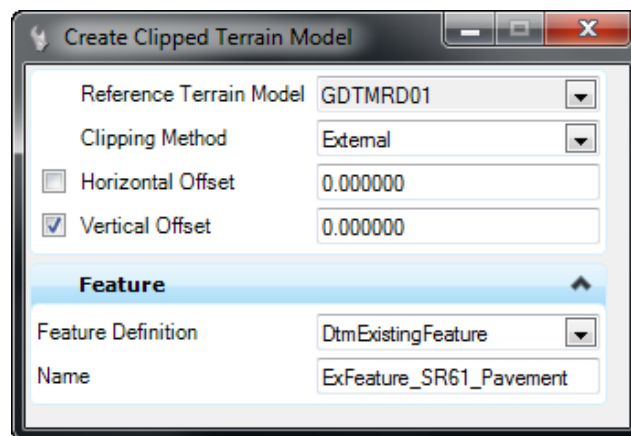 Create Clipped Terrain Model
Reference Terrain Model GDTMRD01
Clipping Method External
Horizontal Offset 0.000000
Vertical Offset 0.000000
Feature
Feature Definition DtmExistingFeature
Name ExFeature_SR61_Pavement